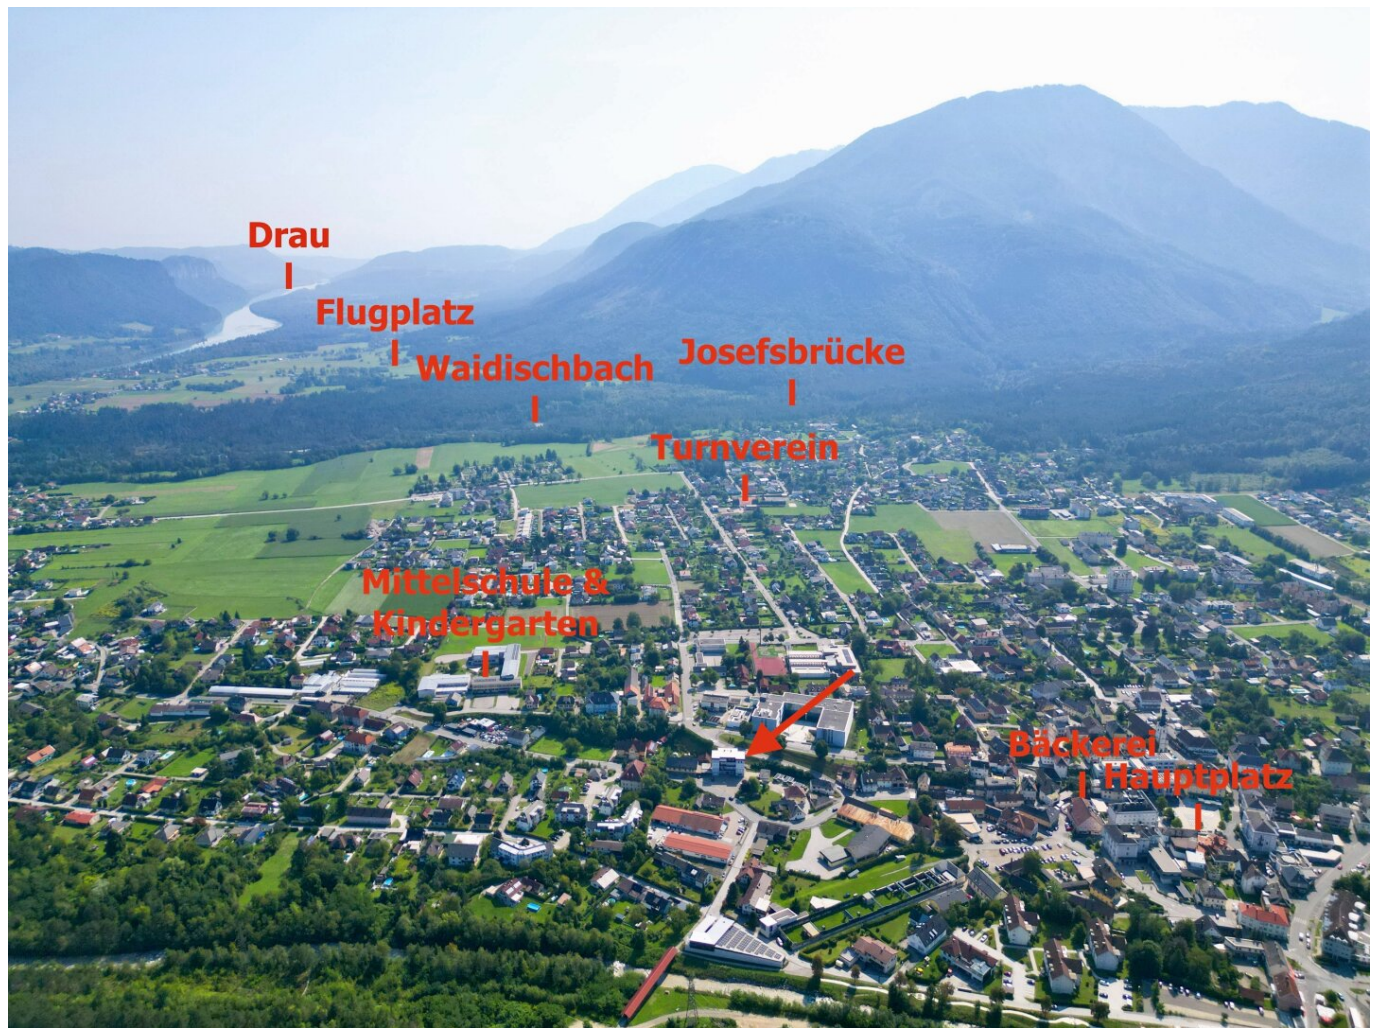 Drau
Flugplatz
Waidischbach
Josefsbrücke
Turnverein
Mittelschule &
Kindergarten
Bäckerei
Hauptplatz